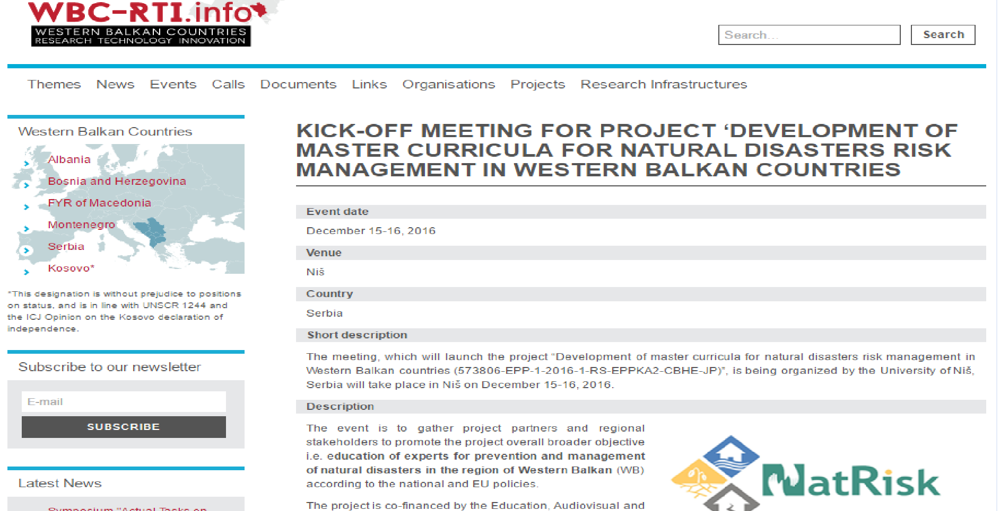 WBC-RTI.info
WESTERN BALKAN COUNTRIES
RESEARCH TECHNOLOGY INNOVATION
Search...
Search
Themes News Events Calls Documents Links Organisations Projects Research Infrastructures
Western Balkan Countries
Albania
Bosnia and Herzegovina
FYR of Macedonia
Montenegro
Serbia
Kosovo*
*This designation is without prejudice to positions
on status, and is in line with UNSCR 1244 and
the ICJ Opinion on the Kosovo declaration of
independence.
Subscribe to our newsletter
E-mail
SUBSCRIBE
Latest News
Symposium "Actual Tasks on
KICK-OFF MEETING FOR PROJECT ‘DEVELOPMENT OF
MASTER CURRICULA FOR NATURAL DISASTERS RISK
MANAGEMENT IN WESTERN BALKAN COUNTRIES
Event date
December 15-16, 2016
Venue
Niš
Country
Serbia
Short description
The meeting, which will launch the project “Development of master curricula for natural disasters risk management in
Western Balkan countries (573806-EPP-1-2016-1-RS-EPPKA2-CBHE-JP)”, is being organized by the University of Niš,
Serbia will take place in Niš on December 15-16, 2016.
Description
The event is to gather project partners and regional
stakeholders to promote the project overall broader objective
i.e. education of experts for prevention and management
of natural disasters in the region of Western Balkan (WB)
according to the national and EU policies.
The project is co-financed by the Education, Audiovisual and
NatRisk